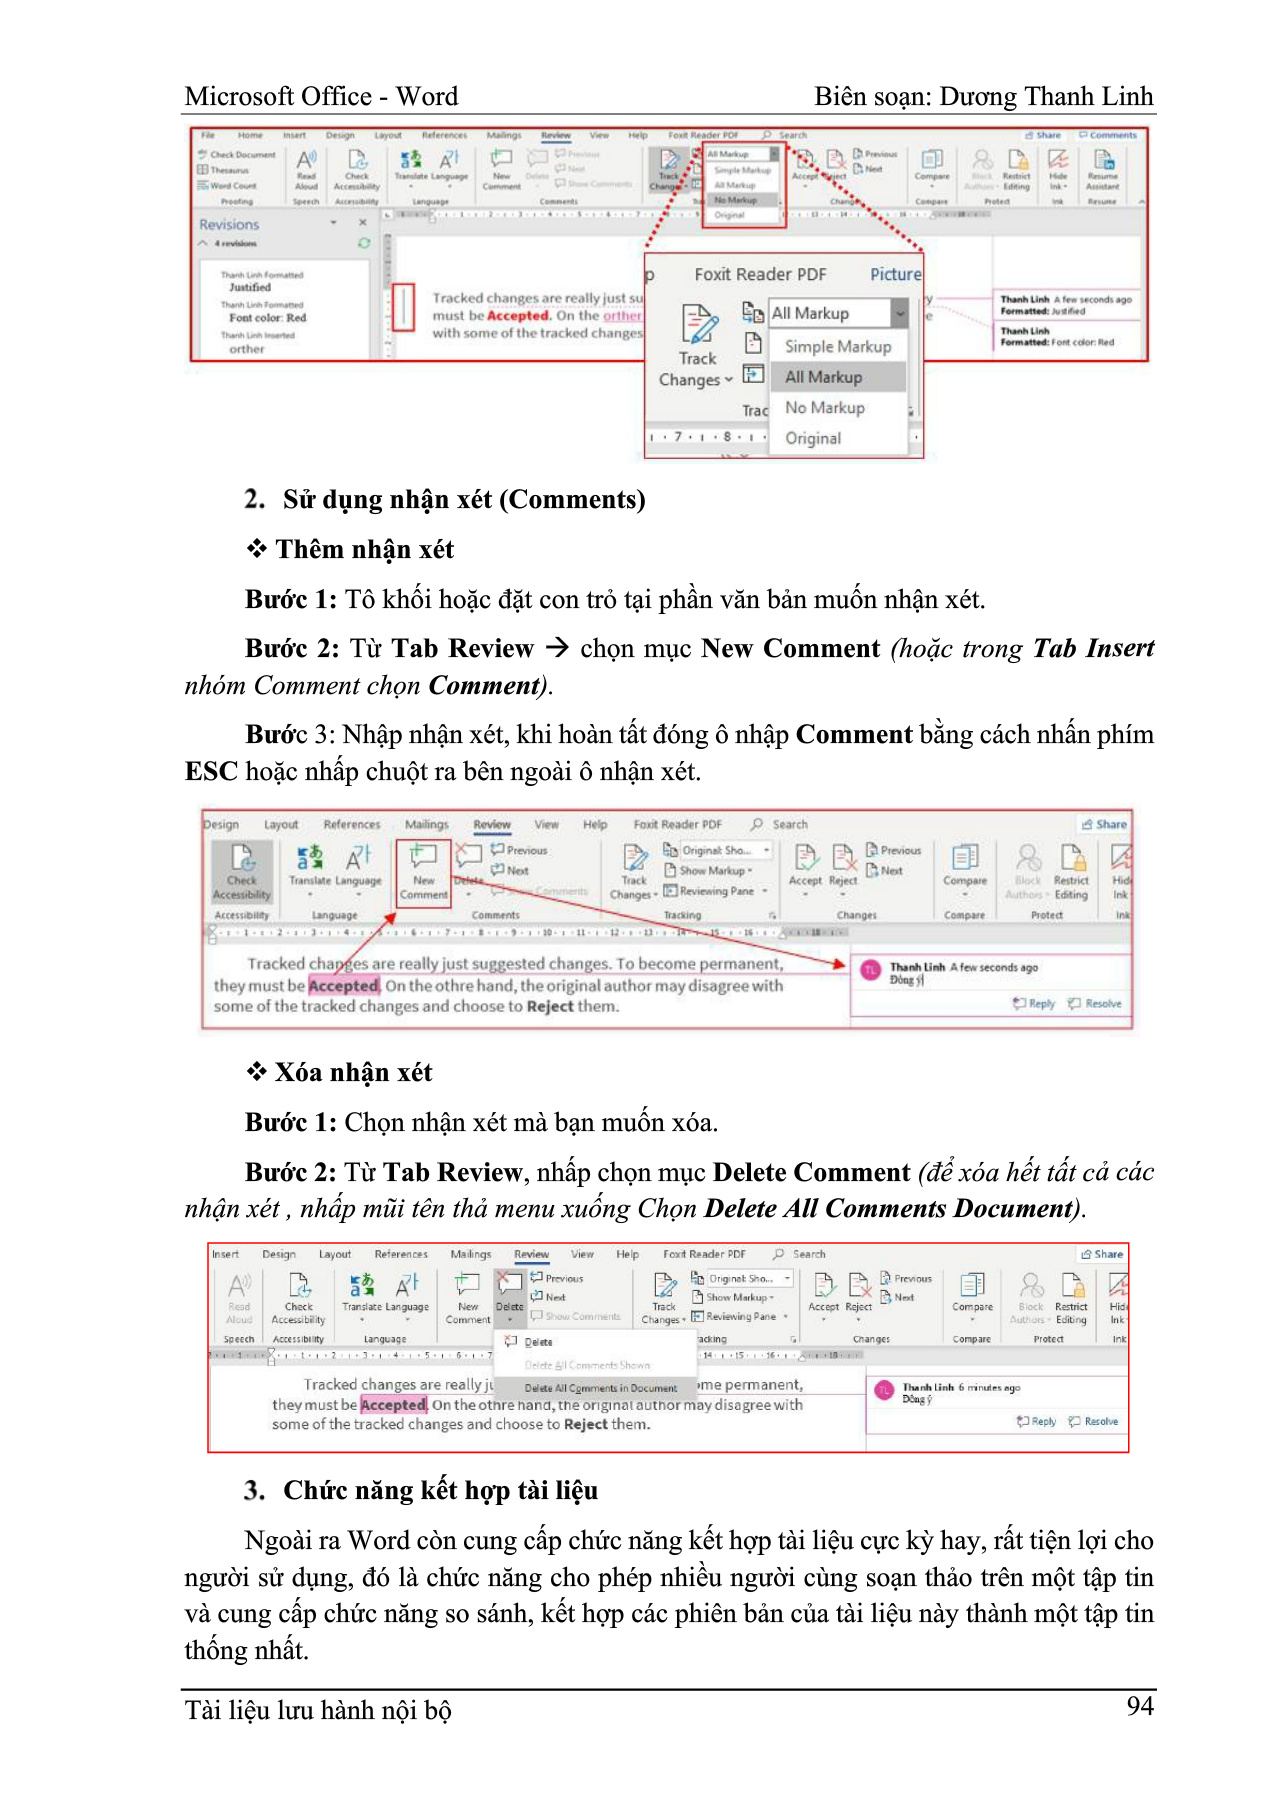 Microsoft Office - Word Biên soạn: Dương Thanh Linh
File Home Insert Design Layout References Mailings Review View Help Foxit Reader PDF Search Share Comments
Check Document
Thesaurus
Word Count
Read Aloud
Check Accessibility
Translate Language
New Comment
Delete
Previous
Next
Show Comments
Track Changes
All Markup
Simple Markup
All Markup
No Markup
Original
Accept Reject
Previous
Next
Compare
Block Authors
Restrict Editing
Hide Ink
Resume Assistant
Proofing Speech Accessibility Language Comments Changes Compare Protect Ink Resume
Revisions
4 revisions
Thanh Linh Formatted
Justified
Thanh Linh Formatted
Font color: Red
Thanh Linh Inserted
orther
Tracked changes are really just su
must be Accepted. On the orther
with some of the tracked changes
Thanh Linh A few seconds ago
Formatted: Justified
Thanh Linh
Formatted: Font color: Red
p Foxit Reader PDF Picture
Track Changes
All Markup
Simple Markup
All Markup
No Markup
Original
Trac
2. Sử dụng nhận xét (Comments)
❖ Thêm nhận xét
Bước 1: Tô khối hoặc đặt con trỏ tại phần văn bản muốn nhận xét.
Bước 2: Từ Tab Review → chọn mục New Comment (hoặc trong Tab Insert
nhóm Comment chọn Comment).
Bước 3: Nhập nhận xét, khi hoàn tất đóng ô nhập Comment bằng cách nhấn phím
ESC hoặc nhấp chuột ra bên ngoài ô nhận xét.
Design Layout References Mailings Review View Help Foxit Reader PDF Search Share
Check Accessibility
Translate Language
New Comment
Delete
Previous
Next
Show Comments
Track Changes
Original: Sho...
Show Markup
Reviewing Pane
Accept Reject
Previous
Next
Compare
Block Authors
Restrict Editing
Hide Ink
Accessibility Language Comments Tracking Changes Compare Protect Ink
Tracked changes are really just suggested changes. To become permanent,
they must be Accepted. On the othre hand, the original author may disagree with
some of the tracked changes and choose to Reject them.
TL Thanh Linh A few seconds ago
Đồng ý
Reply Resolve
❖ Xóa nhận xét
Bước 1: Chọn nhận xét mà bạn muốn xóa.
Bước 2: Từ Tab Review, nhấp chọn mục Delete Comment (để xóa hết tất cả các
nhận xét , nhấp mũi tên thả menu xuống Chọn Delete All Comments Document).
Insert Design Layout References Mailings Review View Help Foxit Reader PDF Search Share
Read Aloud
Check Accessibility
Translate Language
New Comment
Delete
Previous
Next
Show Comments
Track Changes
Original: Sho...
Show Markup
Reviewing Pane
Accept Reject
Previous
Next
Compare
Block Authors
Restrict Editing
Hide Ink
Speech Accessibility Language acking Changes Compare Protect Ink
Delete
Delete All Comments Shown
Delete All Comments in Document
Tracked changes are really ju me permanent,
they must be Accepted. On the othre hand, the original author may disagree with
some of the tracked changes and choose to Reject them.
TL Thanh Linh 6 minutes ago
Đồng ý
Reply Resolve
3. Chức năng kết hợp tài liệu
Ngoài ra Word còn cung cấp chức năng kết hợp tài liệu cực kỳ hay, rất tiện lợi cho
người sử dụng, đó là chức năng cho phép nhiều người cùng soạn thảo trên một tập tin
và cung cấp chức năng so sánh, kết hợp các phiên bản của tài liệu này thành một tập tin
thống nhất.
Tài liệu lưu hành nội bộ 94